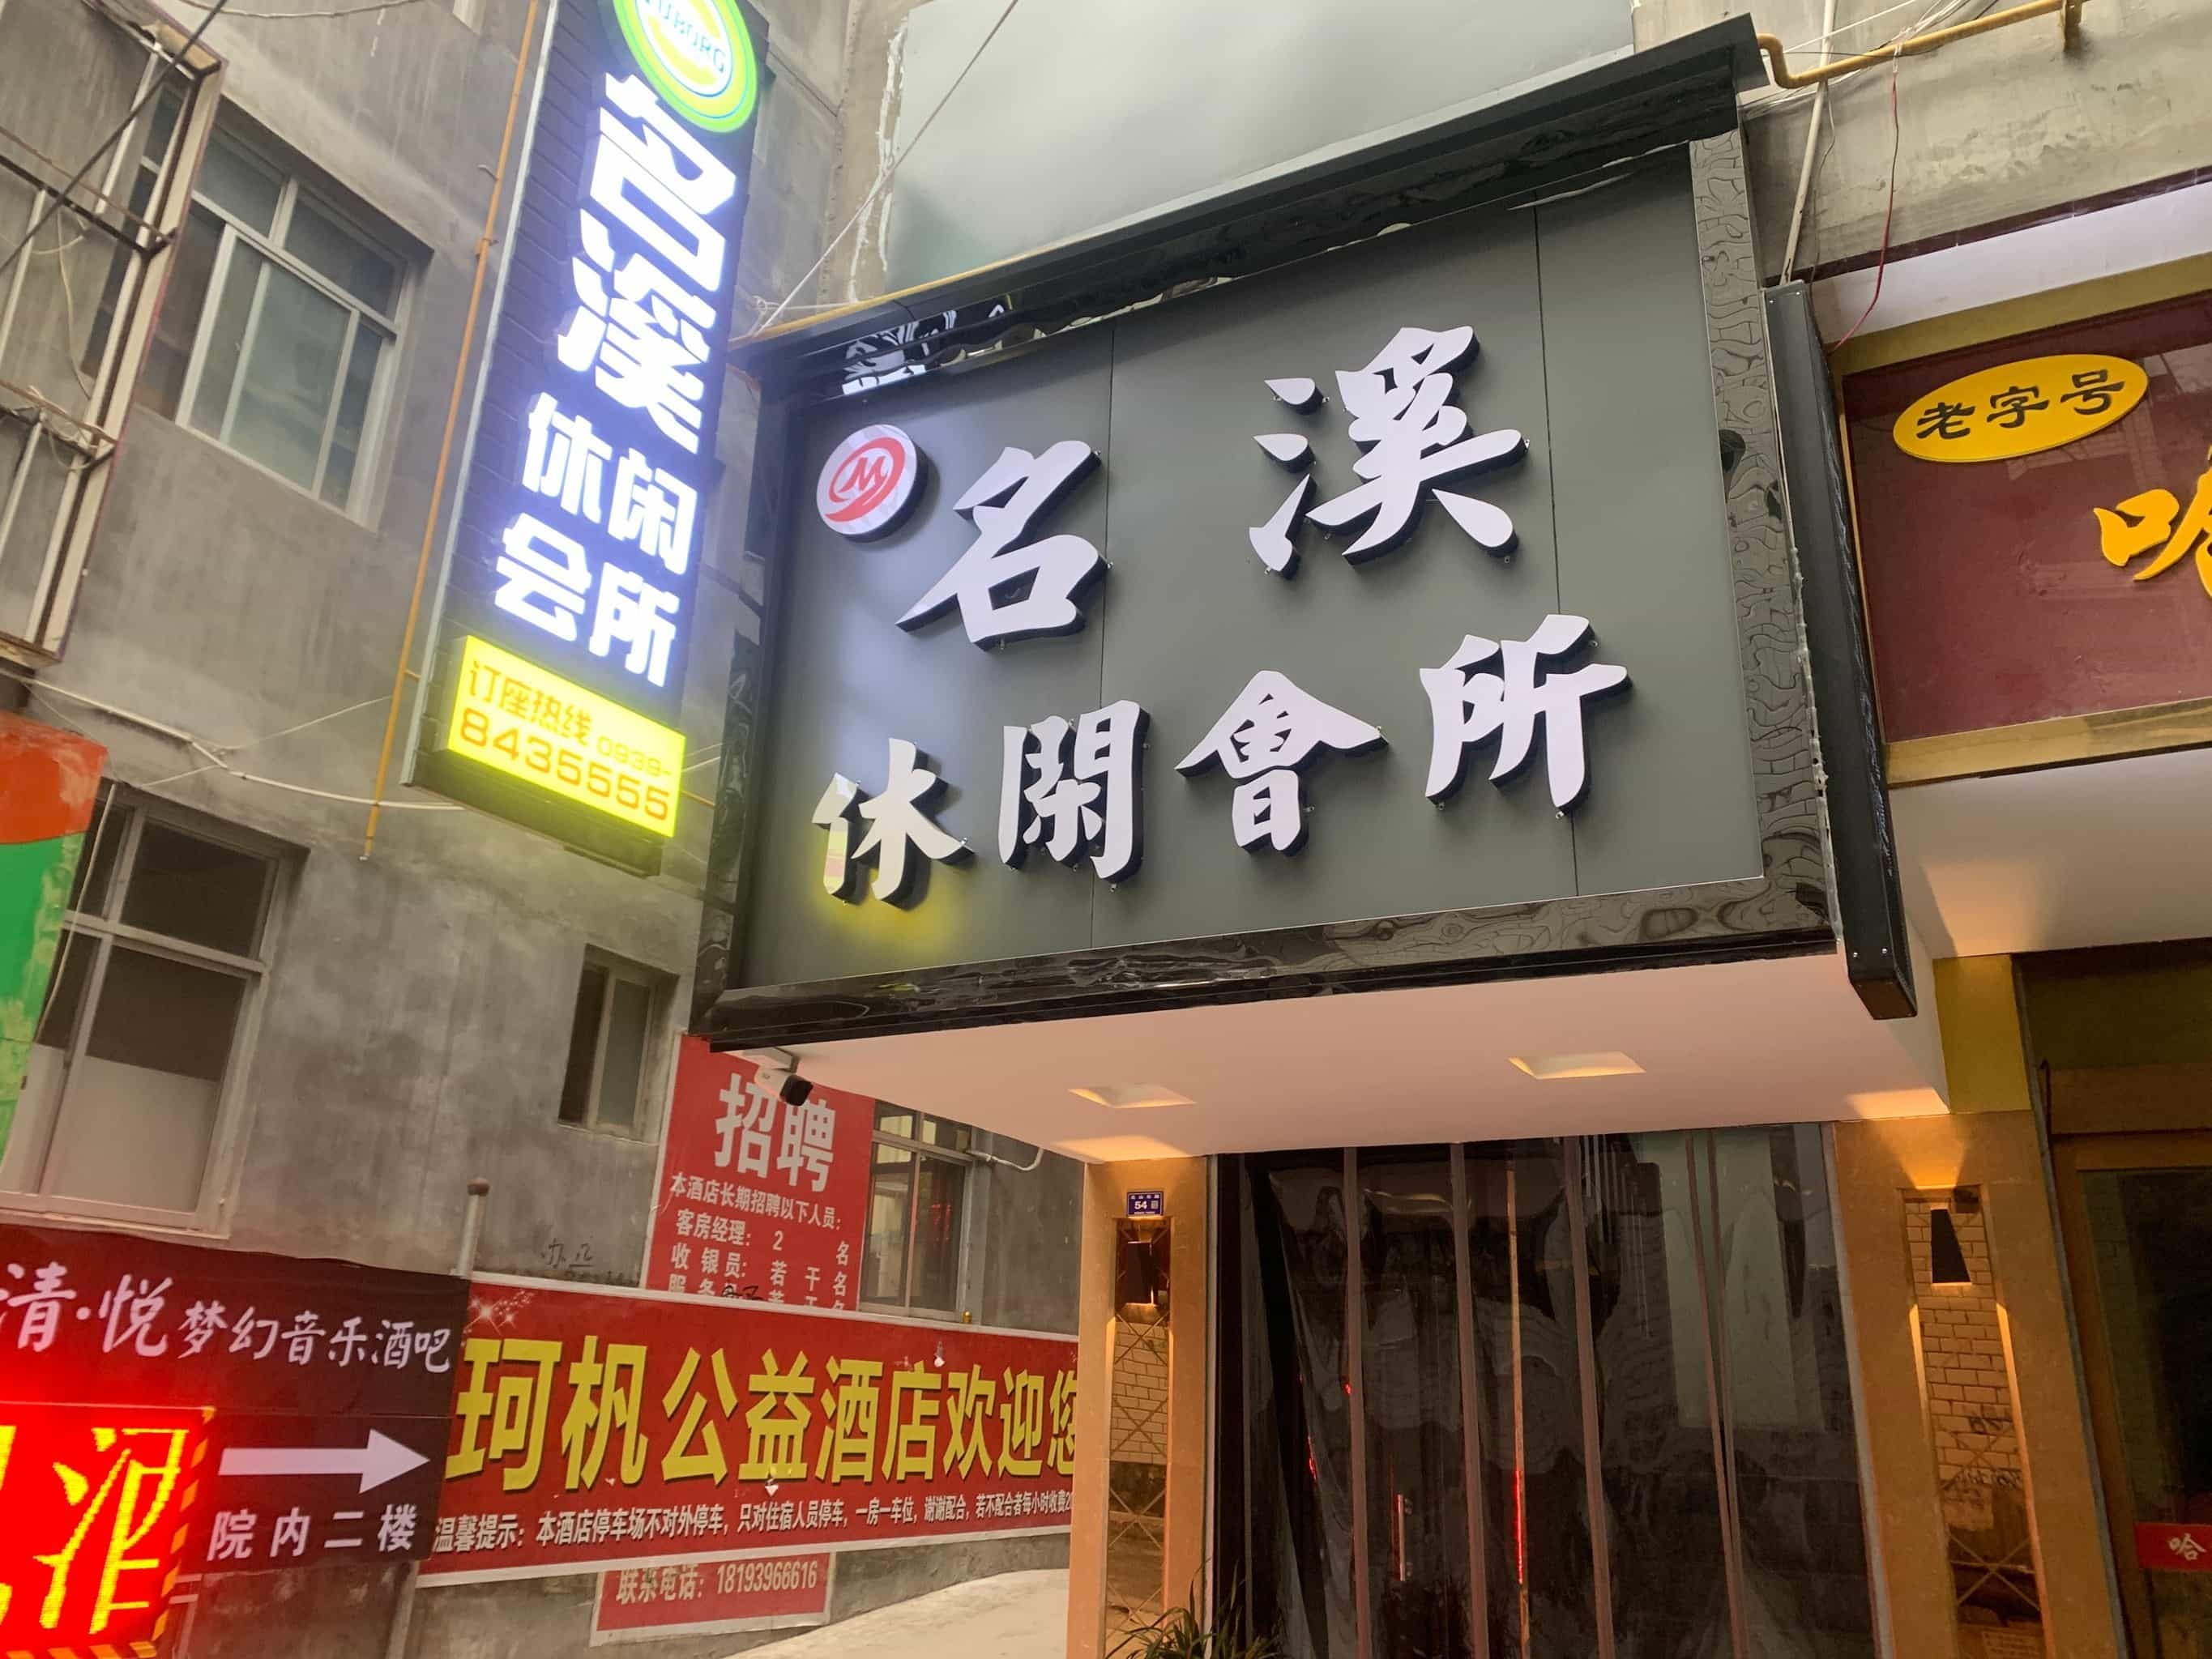 TUBORG
名溪
休闲
会所
订座热线 0939-
8435555
M
名溪
休閑會所
老字号
招聘
本酒店长期招聘以下人员:
客房经理: 2 名
收银员: 若干名
54
清·悦 梦幻音乐酒吧
院内二楼
珂枫公益酒店欢迎您
温馨提示: 本酒店停车场不对外停车, 只对住宿人员停车, 一房一车位, 谢谢配合, 若不配合者每小时收费
联系电话: 18193966616
哈